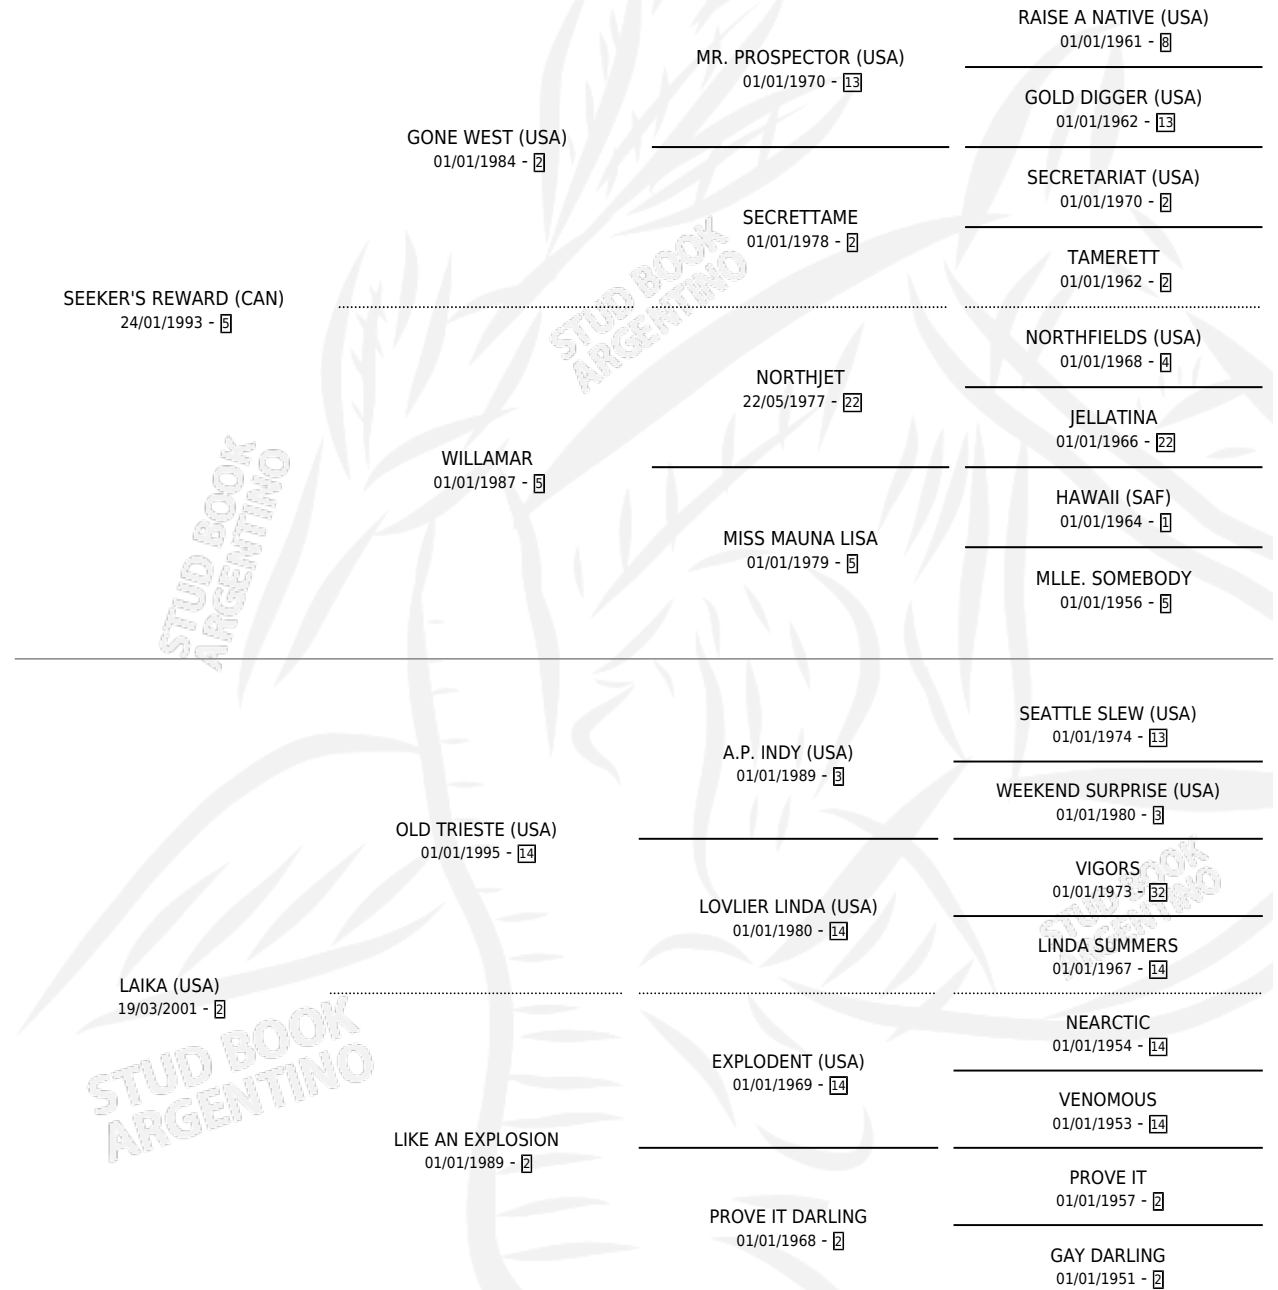 RAISE A NATIVE (USA)
01/01/1961 - 8
MR. PROSPECTOR (USA)
01/01/1970 - 13
GOLD DIGGER (USA)
01/01/1962 - 13
GONE WEST (USA)
01/01/1984 - 2
SECRETARIAT (USA)
01/01/1970 - 2
SECRETTAME
01/01/1978 - 2
TAMERETT
01/01/1962 - 2
SEEKER'S REWARD (CAN)
24/01/1993 - 5
NORTHFIELDS (USA)
01/01/1968 - 4
NORTHJET
22/05/1977 - 22
JELLATINA
01/01/1966 - 22
WILLAMAR
01/01/1987 - 5
HAWAII (SAF)
01/01/1964 - 1
MISS MAUNA LISA
01/01/1979 - 5
MLLE. SOMEBODY
01/01/1956 - 5
SEATTLE SLEW (USA)
01/01/1974 - 13
A.P. INDY (USA)
01/01/1989 - 3
WEEKEND SURPRISE (USA)
01/01/1980 - 3
OLD TRIESTE (USA)
01/01/1995 - 14
VIGORS
01/01/1973 - 32
LOVLIER LINDA (USA)
01/01/1980 - 14
LINDA SUMMERS
01/01/1967 - 14
LAIKA (USA)
19/03/2001 - 2
NEARCTIC
01/01/1954 - 14
EXPLODENT (USA)
01/01/1969 - 14
VENOMOUS
01/01/1953 - 14
LIKE AN EXPLOSION
01/01/1989 - 2
PROVE IT
01/01/1957 - 2
PROVE IT DARLING
01/01/1968 - 2
GAY DARLING
01/01/1951 - 2
STUD BOOK
ARGENTINO
STUD BOOK
ARGENTINO
STUD BOOK
ARGENTINO
STUD BOOK
ARGENTINO